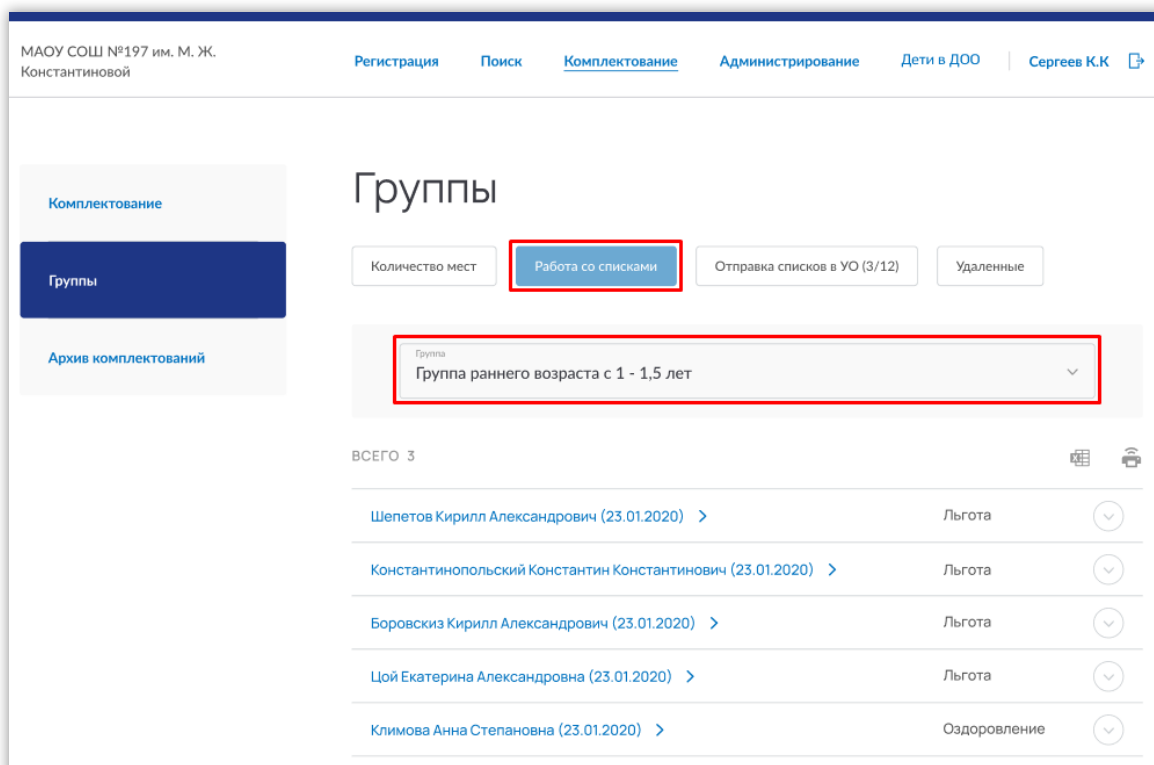 МАОУ СОШ №197 им. М. Ж.
Константиновой
Регистрация Поиск Комплектование Администрирование Дети в ДОО Сергеев К.К
Комплектование
Группы
Архив комплектований
Группы
Количество мест Работа со списками Отправка списков в УО (3/12) Удаленные
Группа
Группа раннего возраста с 1 - 1,5 лет
ВСЕГО 3
Шепетов Кирилл Александрович (23.01.2020) Льгота
Константинопольский Константин Константинович (23.01.2020) Льгота
Боровскиз Кирилл Александрович (23.01.2020) Льгота
Цой Екатерина Александровна (23.01.2020) Льгота
Климова Анна Степановна (23.01.2020) Оздоровление